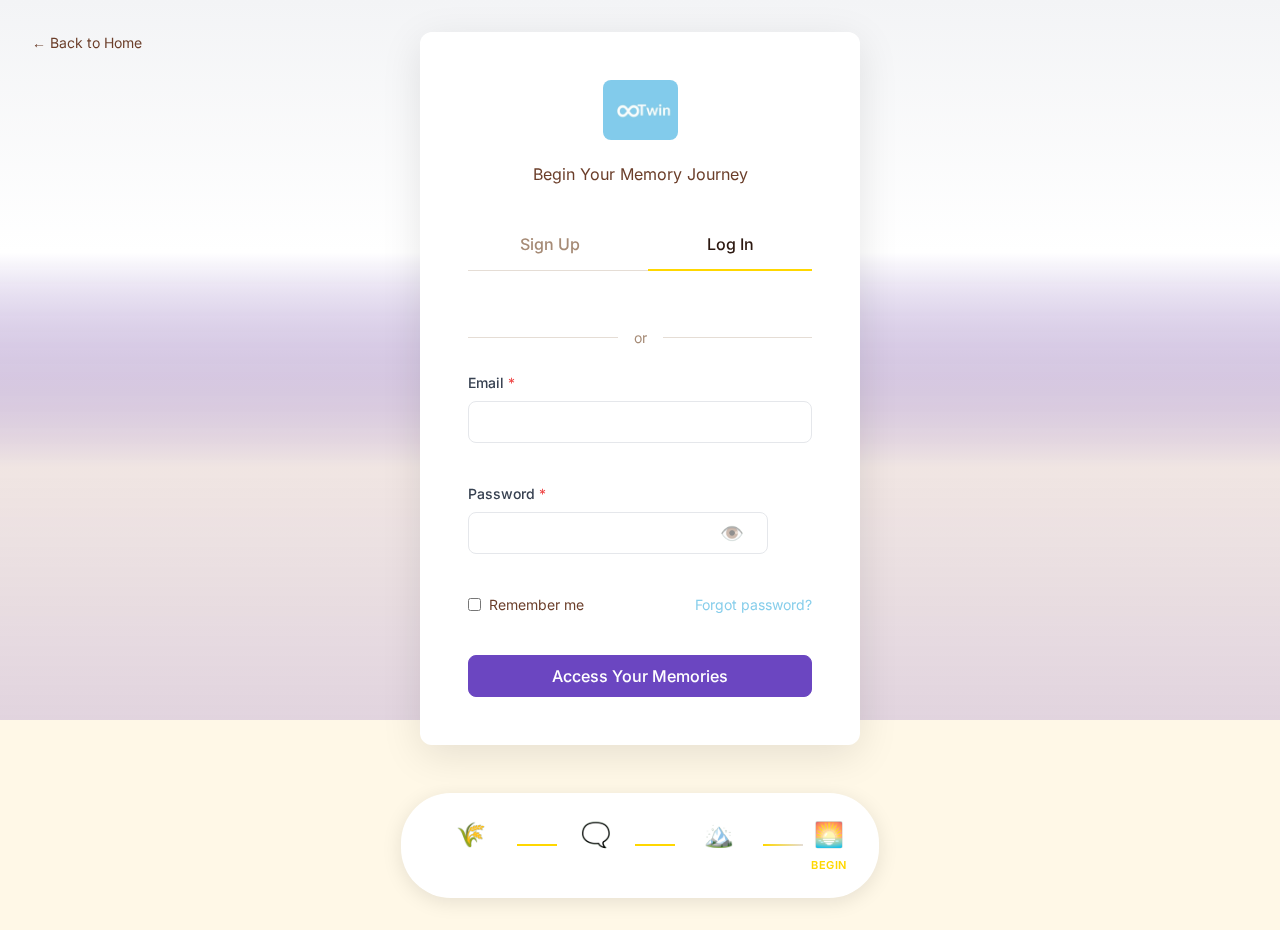 ← Back to Home
∞Twin
Begin Your Memory Journey
Sign Up
Log In
or
Email *
Password *
Remember me
Forgot password?
Access Your Memories
BEGIN